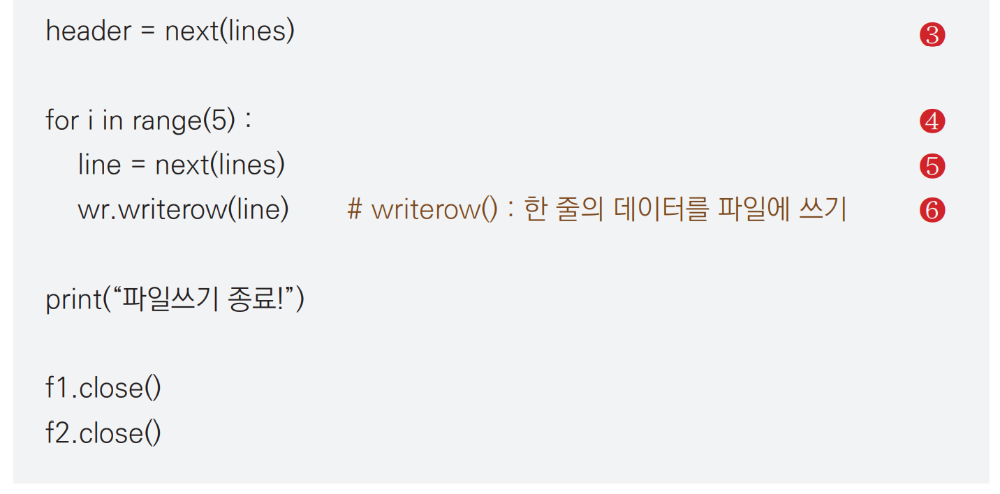 header = next(lines) ❸
for i in range(5) : ❹
line = next(lines) ❺
wr.writerow(line) # writerow() : 한 줄의 데이터를 파일에 쓰기 ❻
print(“파일쓰기 종료!”)
f1.close()
f2.close()